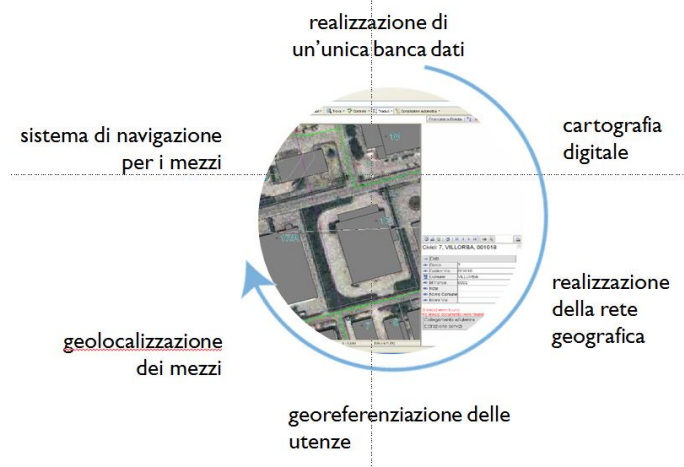 realizzazione di
un'unica banca dati
cartografia
digitale
realizzazione
della rete
geografica
georeferenziazione delle
utenze
geolocalizzazione
dei mezzi
sistema di navigazione
per i mezzi
Civici: 7, VILLORBA, 001018